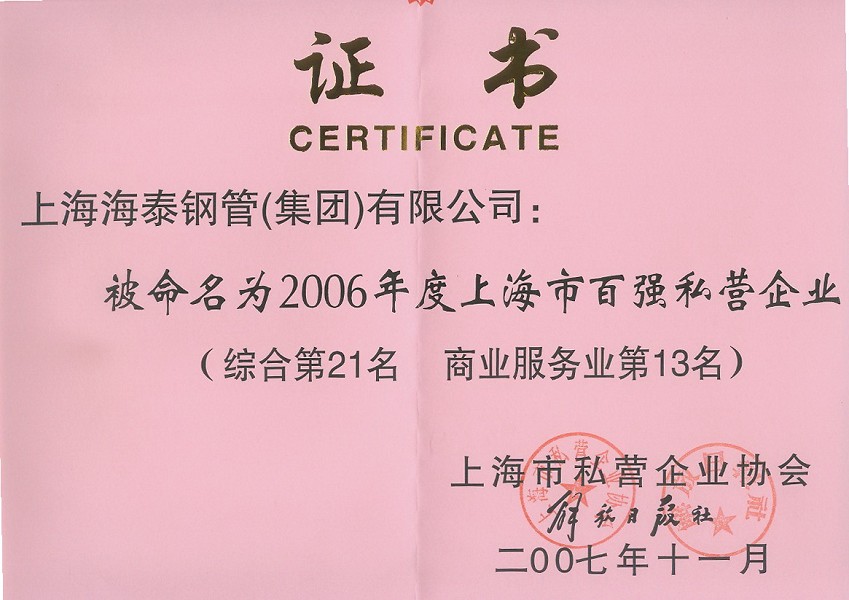 证 书
CERTIFICATE
上海海泰钢管(集团)有限公司:
被命名为2006年度上海市百强私营企业
(综合第21名 商业服务业第13名)
上海市私营企业协会
解放日报社
二00七年十一月